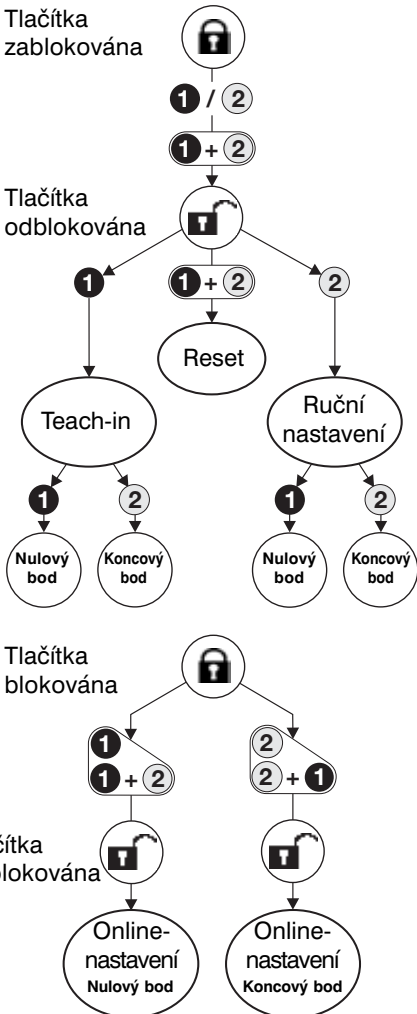 Tlačítka
zablokována
1 / 2
1 + 2
Tlačítka
odblokována
1
1 + 2
2
Reset
Teach-in
Ruční
nastavení
1
2
1
2
Nulový
bod
Koncový
bod
Nulový
bod
Koncový
bod
Tlačítka
blokována
1
1 + 2
2
2 + 1
čítka
lokována
Online-
nastavení
Nulový bod
Online-
nastavení
Koncový bod